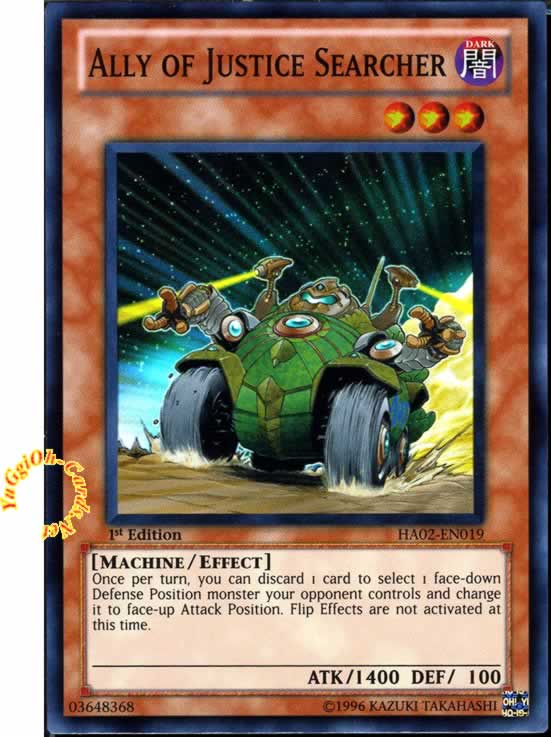 ALLY OF JUSTICE SEARCHER
DARK
闇
YuGgiOh-Cards.Net
1st Edition
HA02-EN019
[MACHINE/EFFECT]
Once per turn, you can discard 1 card to select 1 face-down
Defense Position monster your opponent controls and change
it to face-up Attack Position. Flip Effects are not activated at
this time.
ATK/1400 DEF/ 100
03648368
©1996 KAZUKI TAKAHASHI